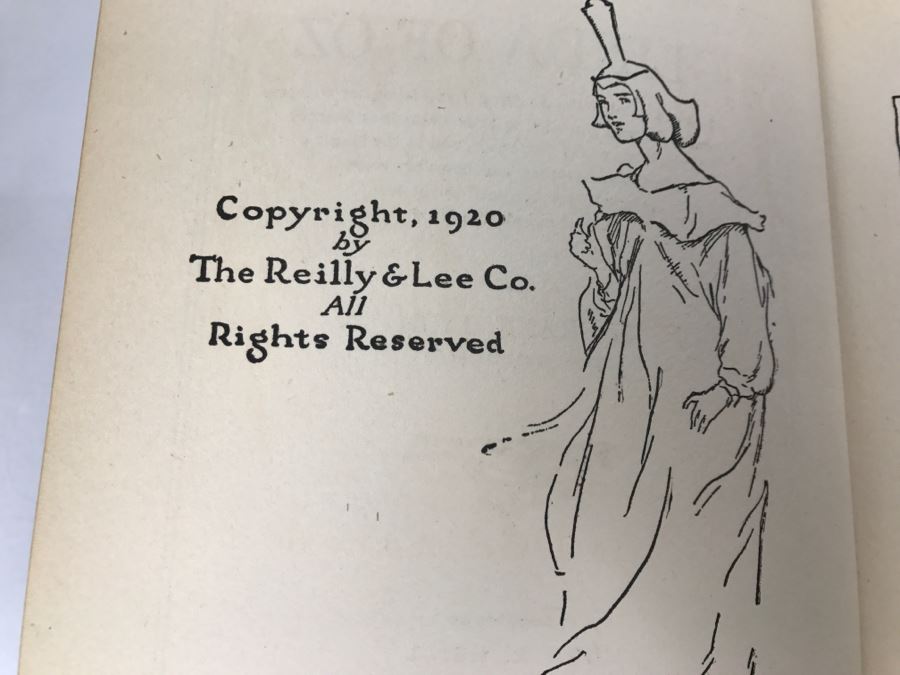 Copyright, 1920
by
The Reilly & Lee Co.
All
Rights Reserved